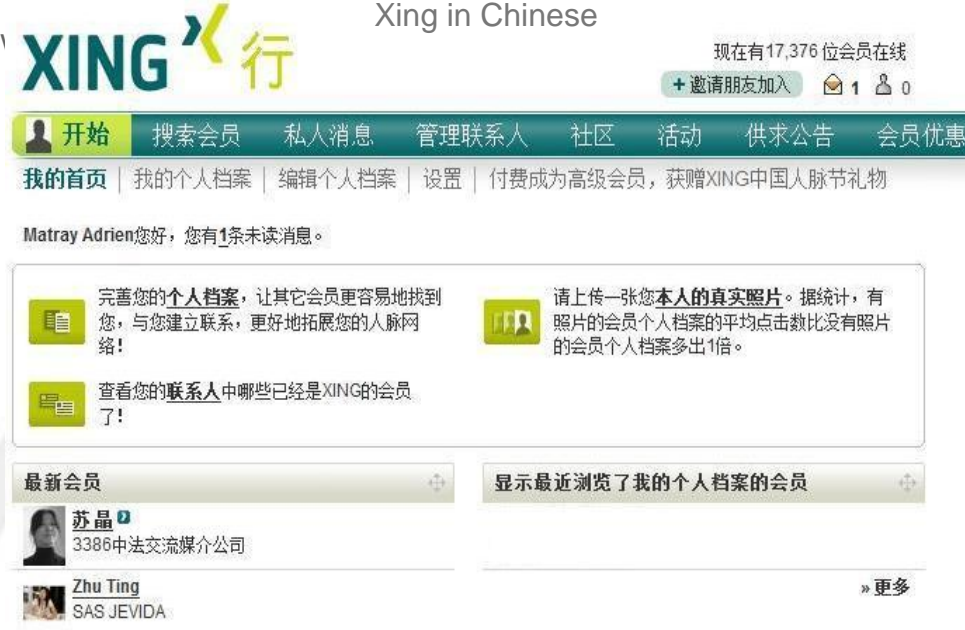 Xing in Chinese
XING 行
现在有17,376 位会员在线
+ 邀请朋友加入 1 0
开始 搜索会员 私人消息 管理联系人 社区 活动 供求公告 会员优惠
我的首页 | 我的个人档案 | 编辑个人档案 | 设置 | 付费成为高级会员，获赠XING中国人脉节礼物
Matray Adrien您好，您有1条未读消息。
完善您的个人档案，让其它会员更容易地找到
您，与您建立联系，更好地拓展您的人脉网
络！
请上传一张您本人的真实照片。据统计，有
照片的会员个人档案的平均点击数比没有照片
的会员个人档案多出1倍。
查看您的联系人中哪些已经是XING的会员
了！
最新会员
显示最近浏览了我的个人档案的会员
苏晶
3386中法交流媒介公司
Zhu Ting
SAS JEVIDA
» 更多